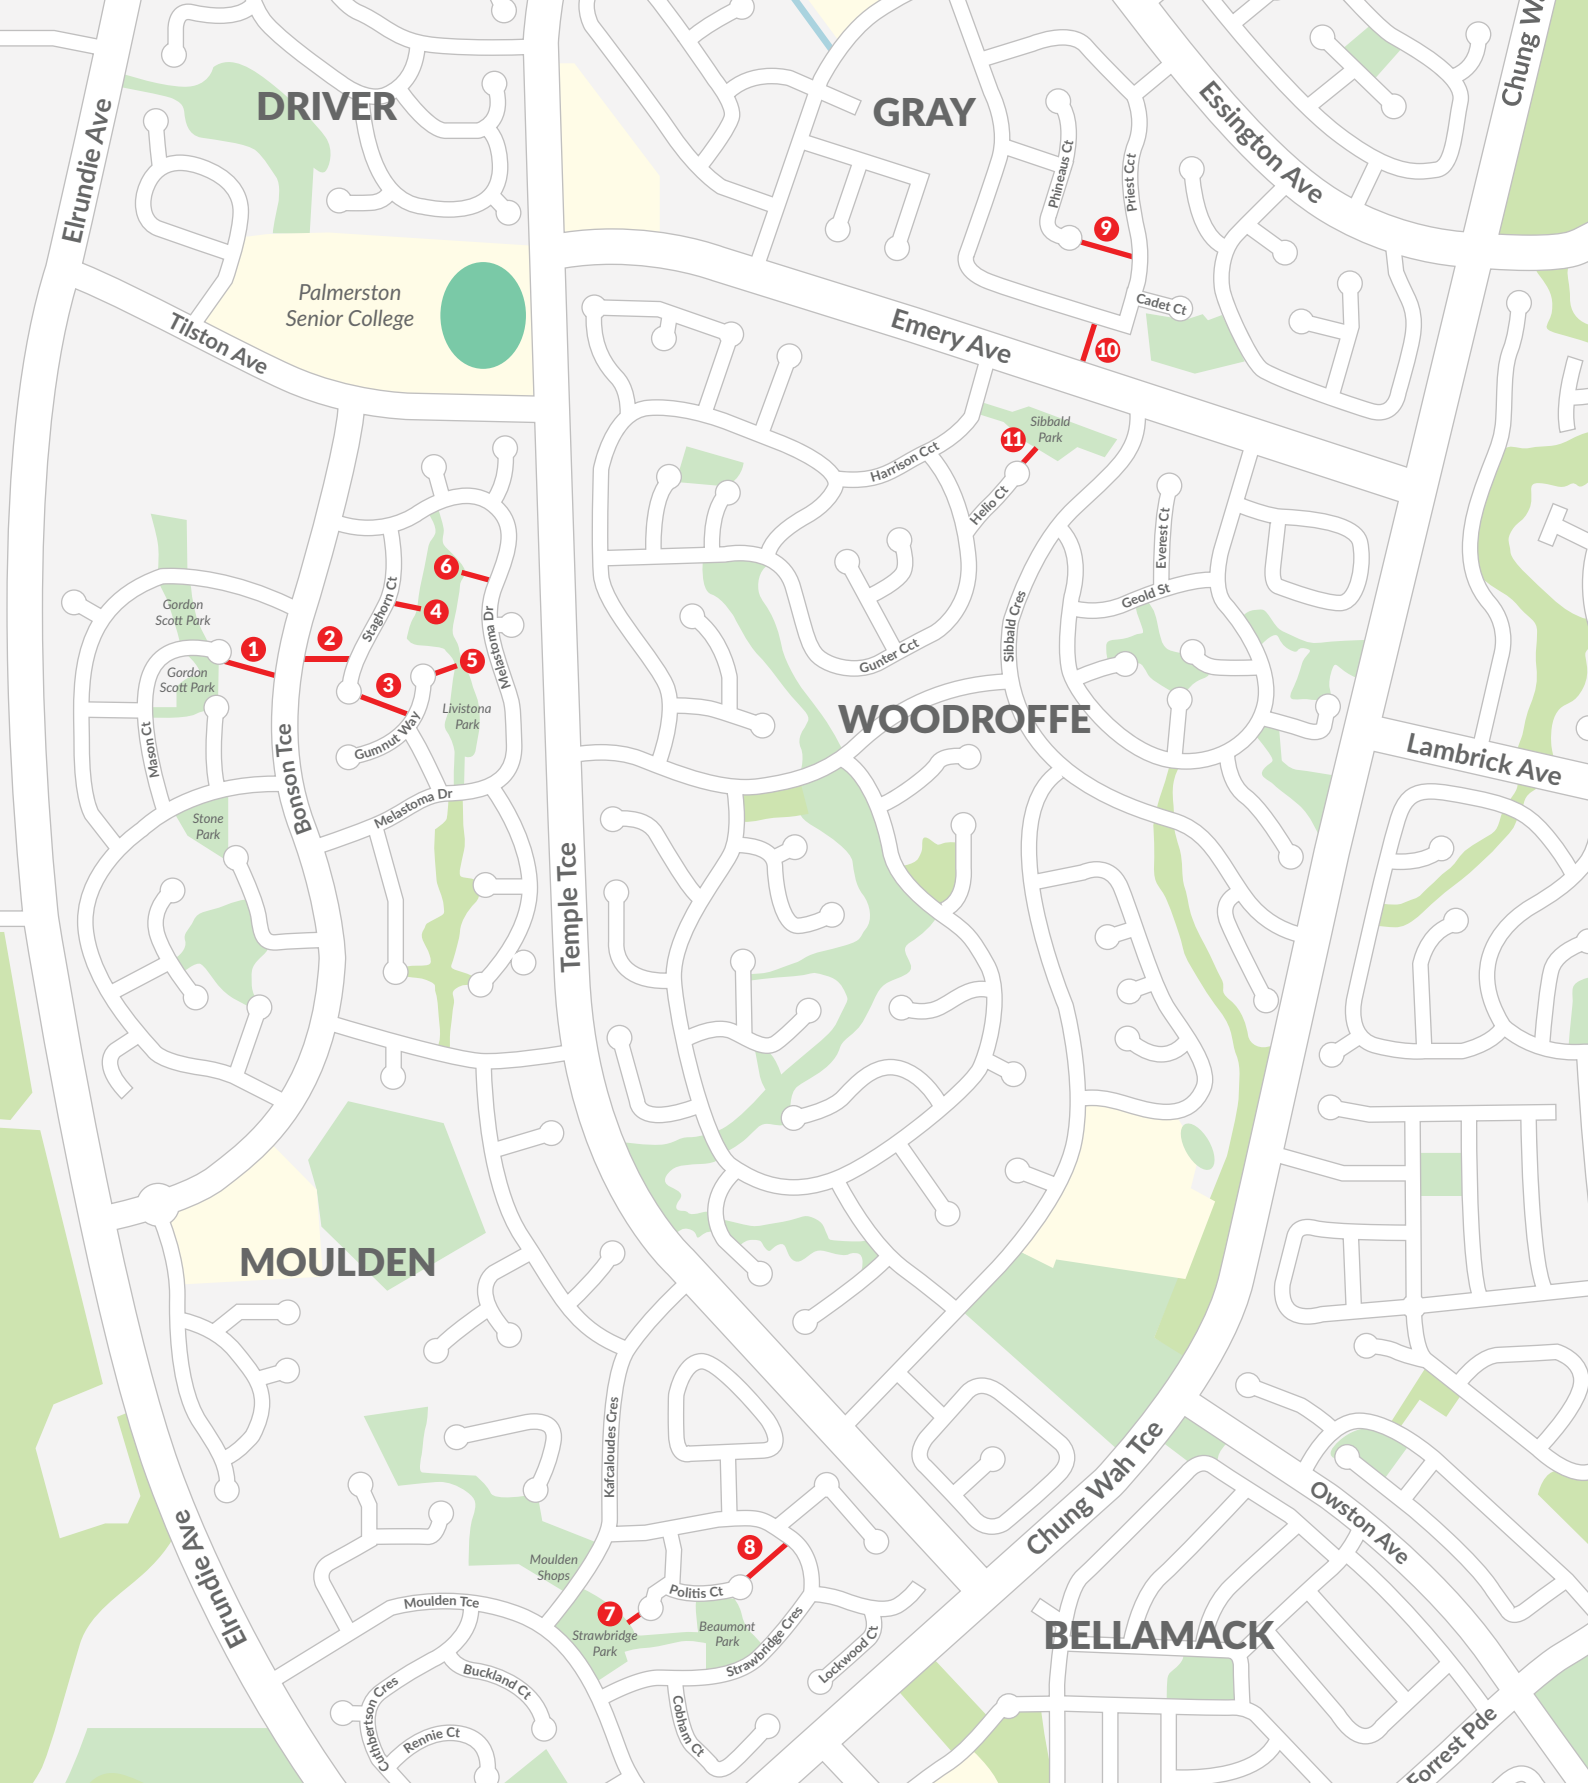 Chung W
DRIVER
GRAY
Essington Ave
Elrundie Ave
Phineaus Ct
Priest Cct
9
Cadet Ct
Palmerston
Senior College
Tilston Ave
Emery Ave
10
Sibbald
Park
11
Harrison Cct
Helio Ct
Everest Ct
Geold St
Sibbald Cres
Gunter Cct
6
4
Staghorn Ct
Melastoma Dr
Gordon
Scott Park
1
2
5
Gordon
Scott Park
3
Livistona
Park
Gumnut Way
Mason Ct
Bonson Tce
WOODROFFE
Lambrick Ave
Melastoma Dr
Stone
Park
Temple Tce
MOULDEN
Kafcaloudes Cres
Chung Wah Tce
Owston Ave
Elrundie Ave
8
Moulden
Shops
Politis Ct
Moulden Tce
7
Strawbridge
Park
Beaumont
Park
Strawbridge Cres
Lockwood Ct
BELLAMACK
Buckland Ct
Cuthbertson Cres
Rennie Ct
Cobham Ct
Forrest Pde